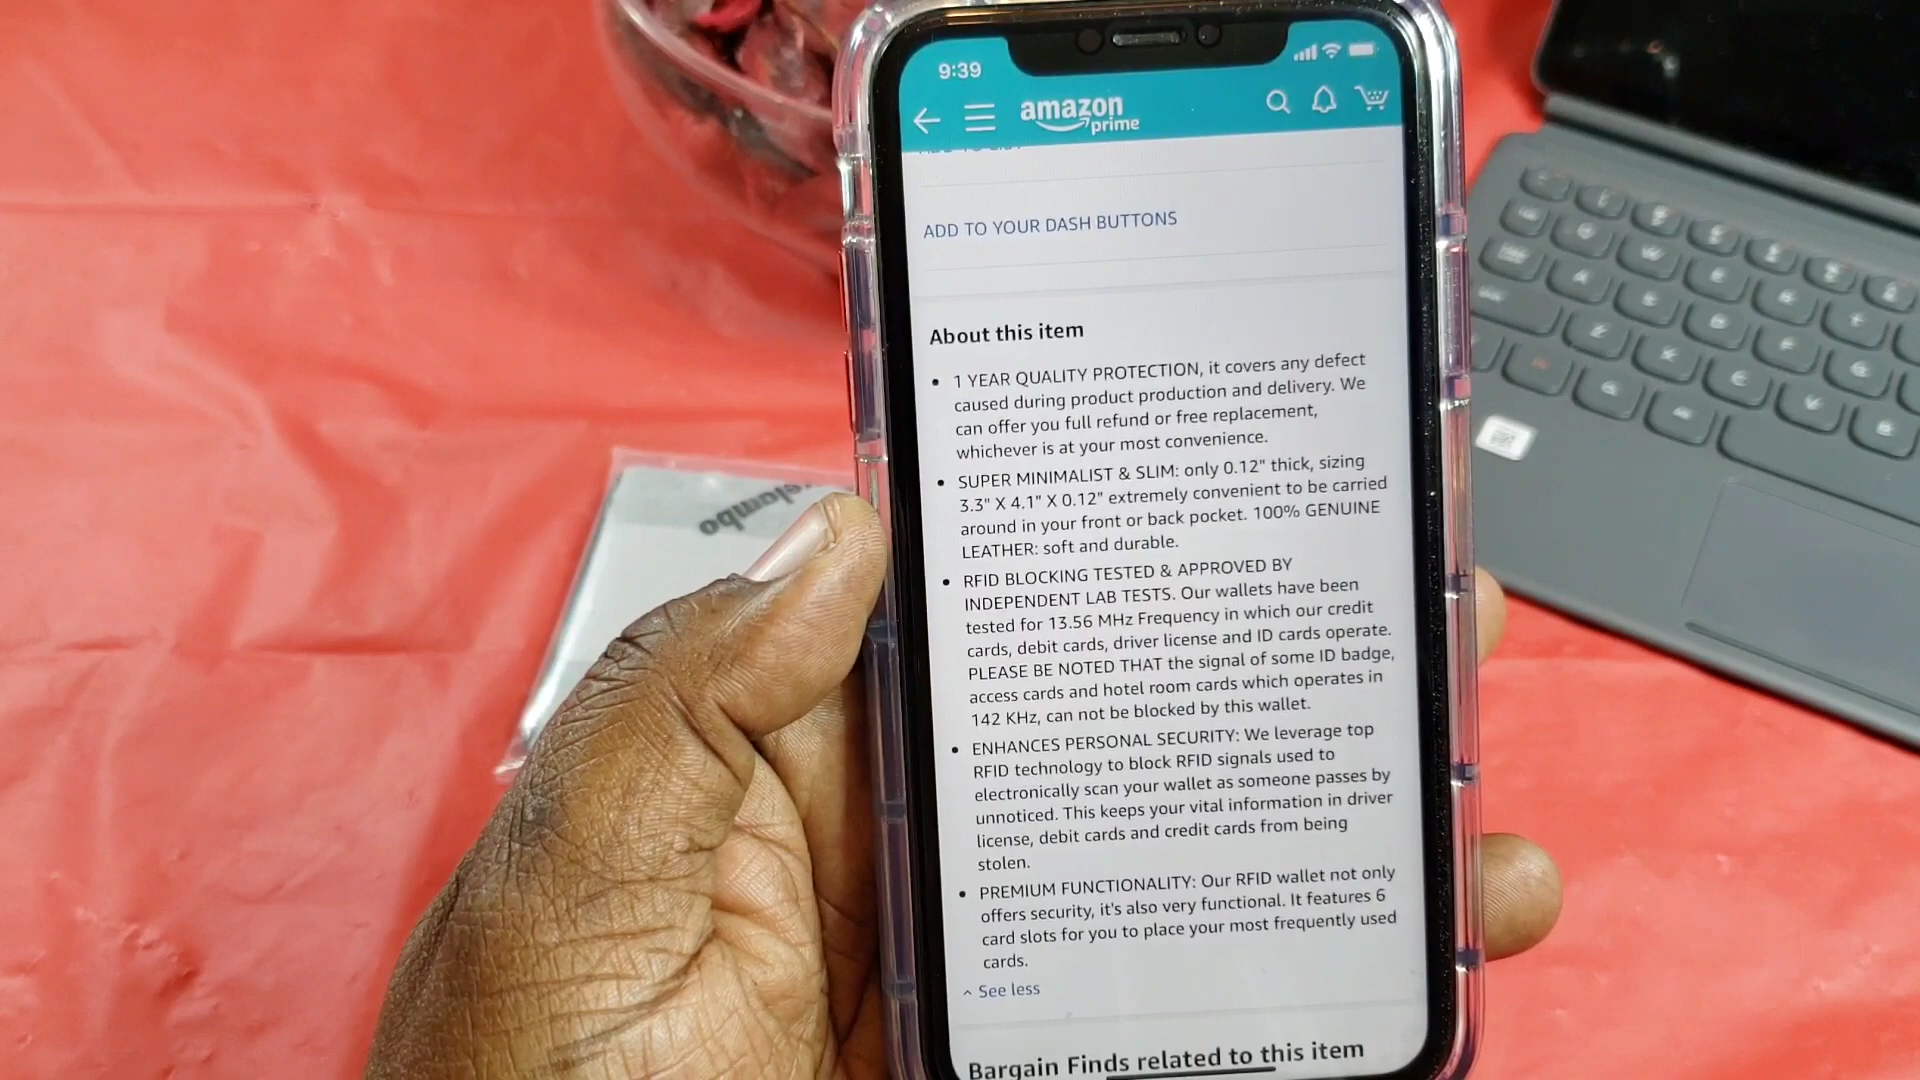 9:39
amazon
prime
ADD TO YOUR DASH BUTTONS
About this item
• 1 YEAR QUALITY PROTECTION, it covers any defect
caused during product production and delivery. We
can offer you full refund or free replacement,
whichever is at your most convenience.
• SUPER MINIMALIST & SLIM: only 0.12" thick, sizing
3.3" X 4.1" X 0.12" extremely convenient to be carried
around in your front or back pocket. 100% GENUINE
LEATHER: soft and durable.
• RFID BLOCKING TESTED & APPROVED BY
INDEPENDENT LAB TESTS. Our wallets have been
tested for 13.56 MHz Frequency in which our credit
cards, debit cards, driver license and ID cards operate.
PLEASE BE NOTED THAT the signal of some ID badge,
access cards and hotel room cards which operates in
142 KHz, can not be blocked by this wallet.
• ENHANCES PERSONAL SECURITY: We leverage top
RFID technology to block RFID signals used to
electronically scan your wallet as someone passes by
unnoticed. This keeps your vital information in driver
license, debit cards and credit cards from being
stolen.
• PREMIUM FUNCTIONALITY: Our RFID wallet not only
offers security, it's also very functional. It features 6
card slots for you to place your most frequently used
cards.
^ See less
Bargain Finds related to this item